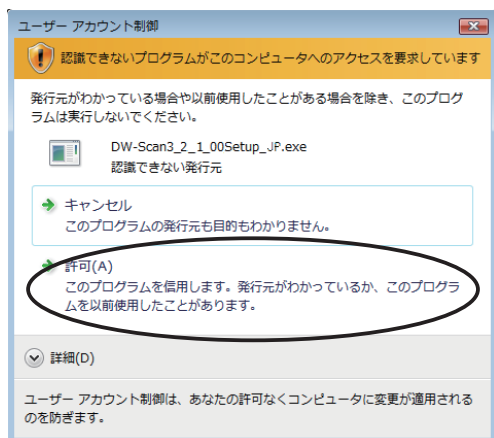 ユーザー アカウント制御
認識できないプログラムがこのコンピュータへのアクセスを要求しています
発行元がわかっている場合や以前使用したことがある場合を除き、このプログ
ラムは実行しないでください。
DW-Scan3_2_1_00Setup_JP.exe
認識できない発行元
キャンセル
このプログラムの発行元も目的もわかりません。
許可(A)
このプログラムを信用します。発行元がわかっているか、このプログラ
ムを以前使用したことがあります。
詳細(D)
ユーザー アカウント制御は、あなたの許可なくコンピュータに変更が適用される
のを防ぎます。